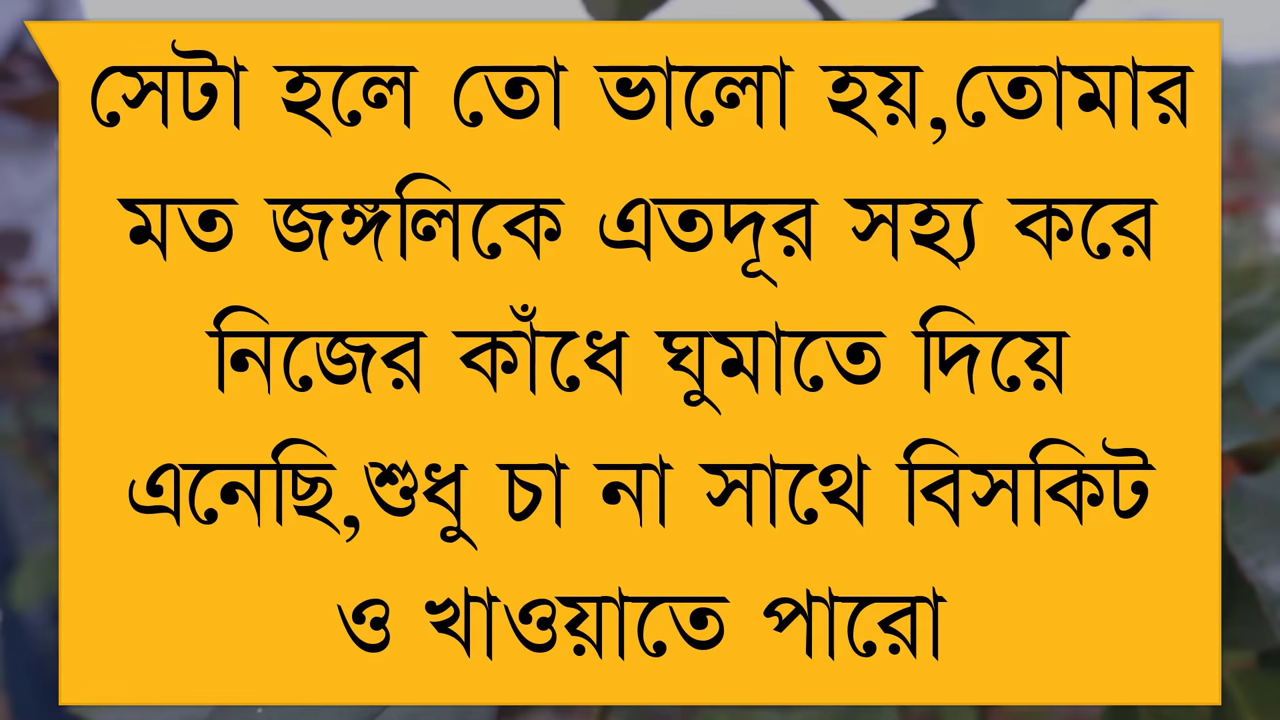 সেটা হলে তো ভালো হয়,তোমার
মত জঙ্গলিকে এতদূর সহ্য করে
নিজের কাঁধে ঘুমাতে দিয়ে
এনেছি,শুধু চা না সাথে বিসকিট
ও খাওয়াতে পারো